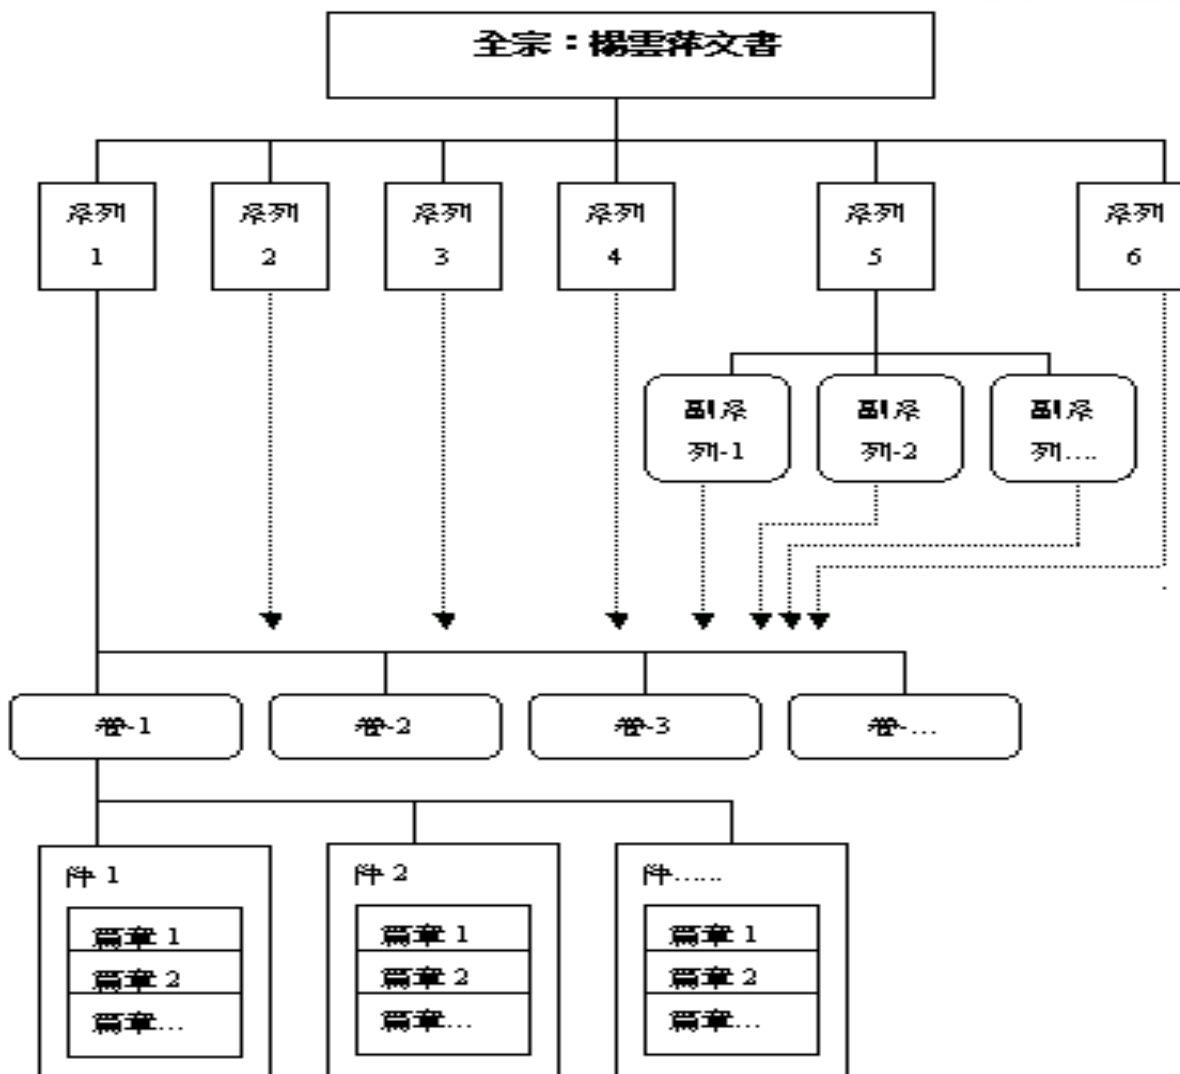 全宗：楊雲萍文書
系列
1
系列
2
系列
3
系列
4
系列
5
系列
6
副系
列-1
副系
列-2
副系
列….
卷-1
卷-2
卷-3
卷-…
件 1
篇章 1
篇章 2
篇章…
件 2
篇章 1
篇章 2
篇章…
件……
篇章 1
篇章 2
篇章…